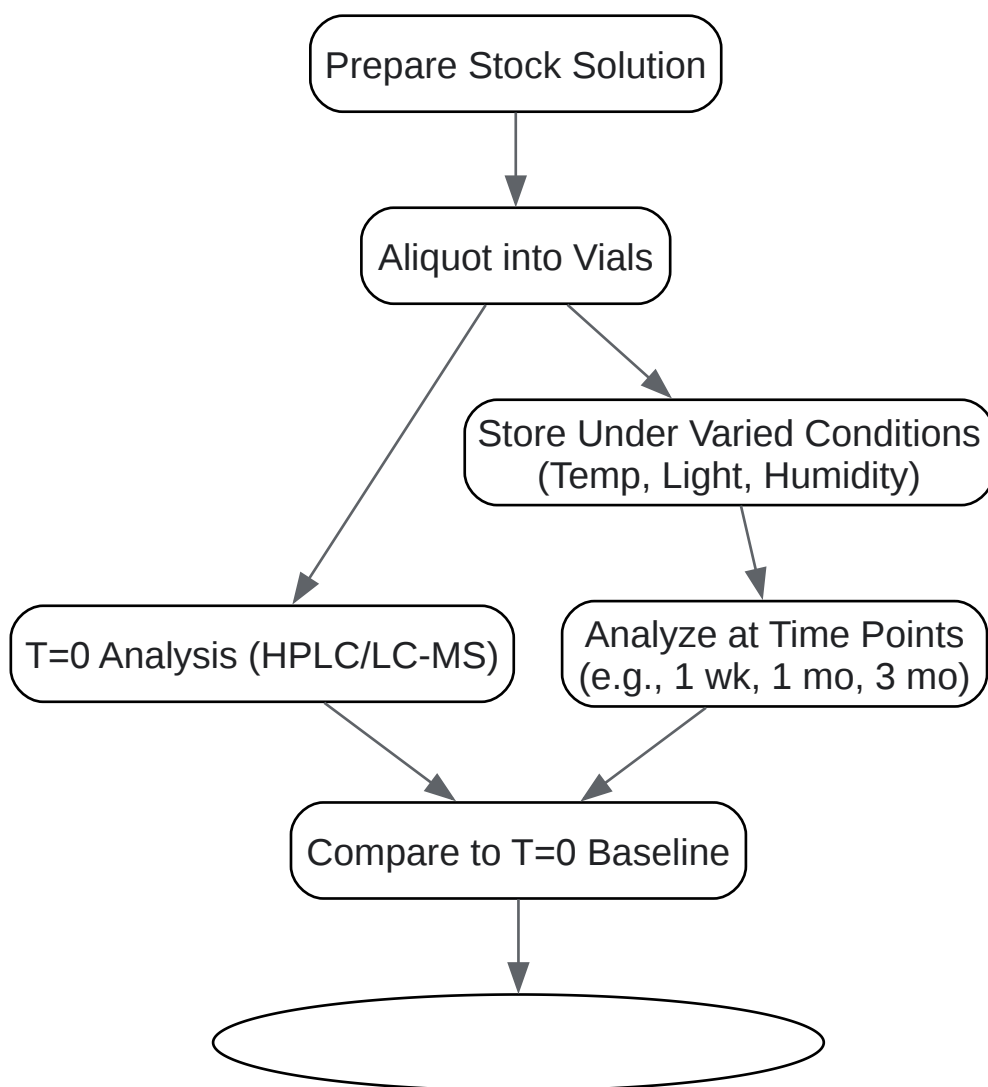 Prepare Stock Solution
Aliquot into Vials
Store Under Varied Conditions
(Temp, Light, Humidity)
T=0 Analysis (HPLC/LC-MS)
Analyze at Time Points
(e.g., 1 wk, 1 mo, 3 mo)
Compare to T=0 Baseline